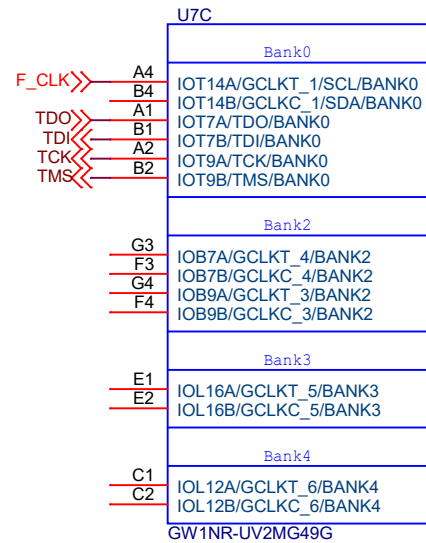 U7C
Bank0
F_CLK A4 IOT14A/GCLKT_1/SCL/BANK0
B4 IOT14B/GCLKC_1/SDA/BANK0
TDO A1 IOT7A/TDO/BANK0
TDI B1 IOT7B/TDI/BANK0
TCK A2 IOT9A/TCK/BANK0
TMS B2 IOT9B/TMS/BANK0
Bank2
G3 IOB7A/GCLKT_4/BANK2
F3 IOB7B/GCLKC_4/BANK2
G4 IOB9A/GCLKT_3/BANK2
F4 IOB9B/GCLKC_3/BANK2
Bank3
E1 IOL16A/GCLKT_5/BANK3
E2 IOL16B/GCLKC_5/BANK3
Bank4
C1 IOL12A/GCLKT_6/BANK4
C2 IOL12B/GCLKC_6/BANK4
GW1NR-UV2MG49G